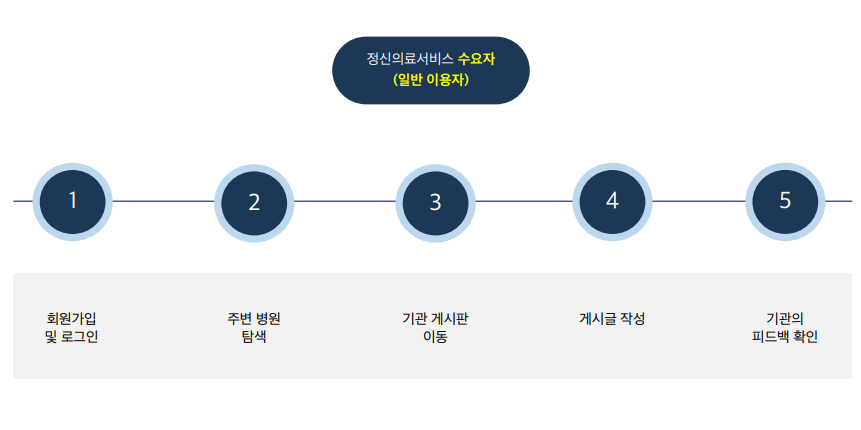 정신의료서비스 수요자
(일반 이용자)
1
2
3
4
5
회원가입
및 로그인
주변 병원
탐색
기관 게시판
이동
게시글 작성
기관의
피드백 확인